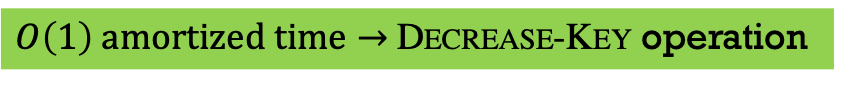 O(1) amortized time → DECREASE-KEY operation